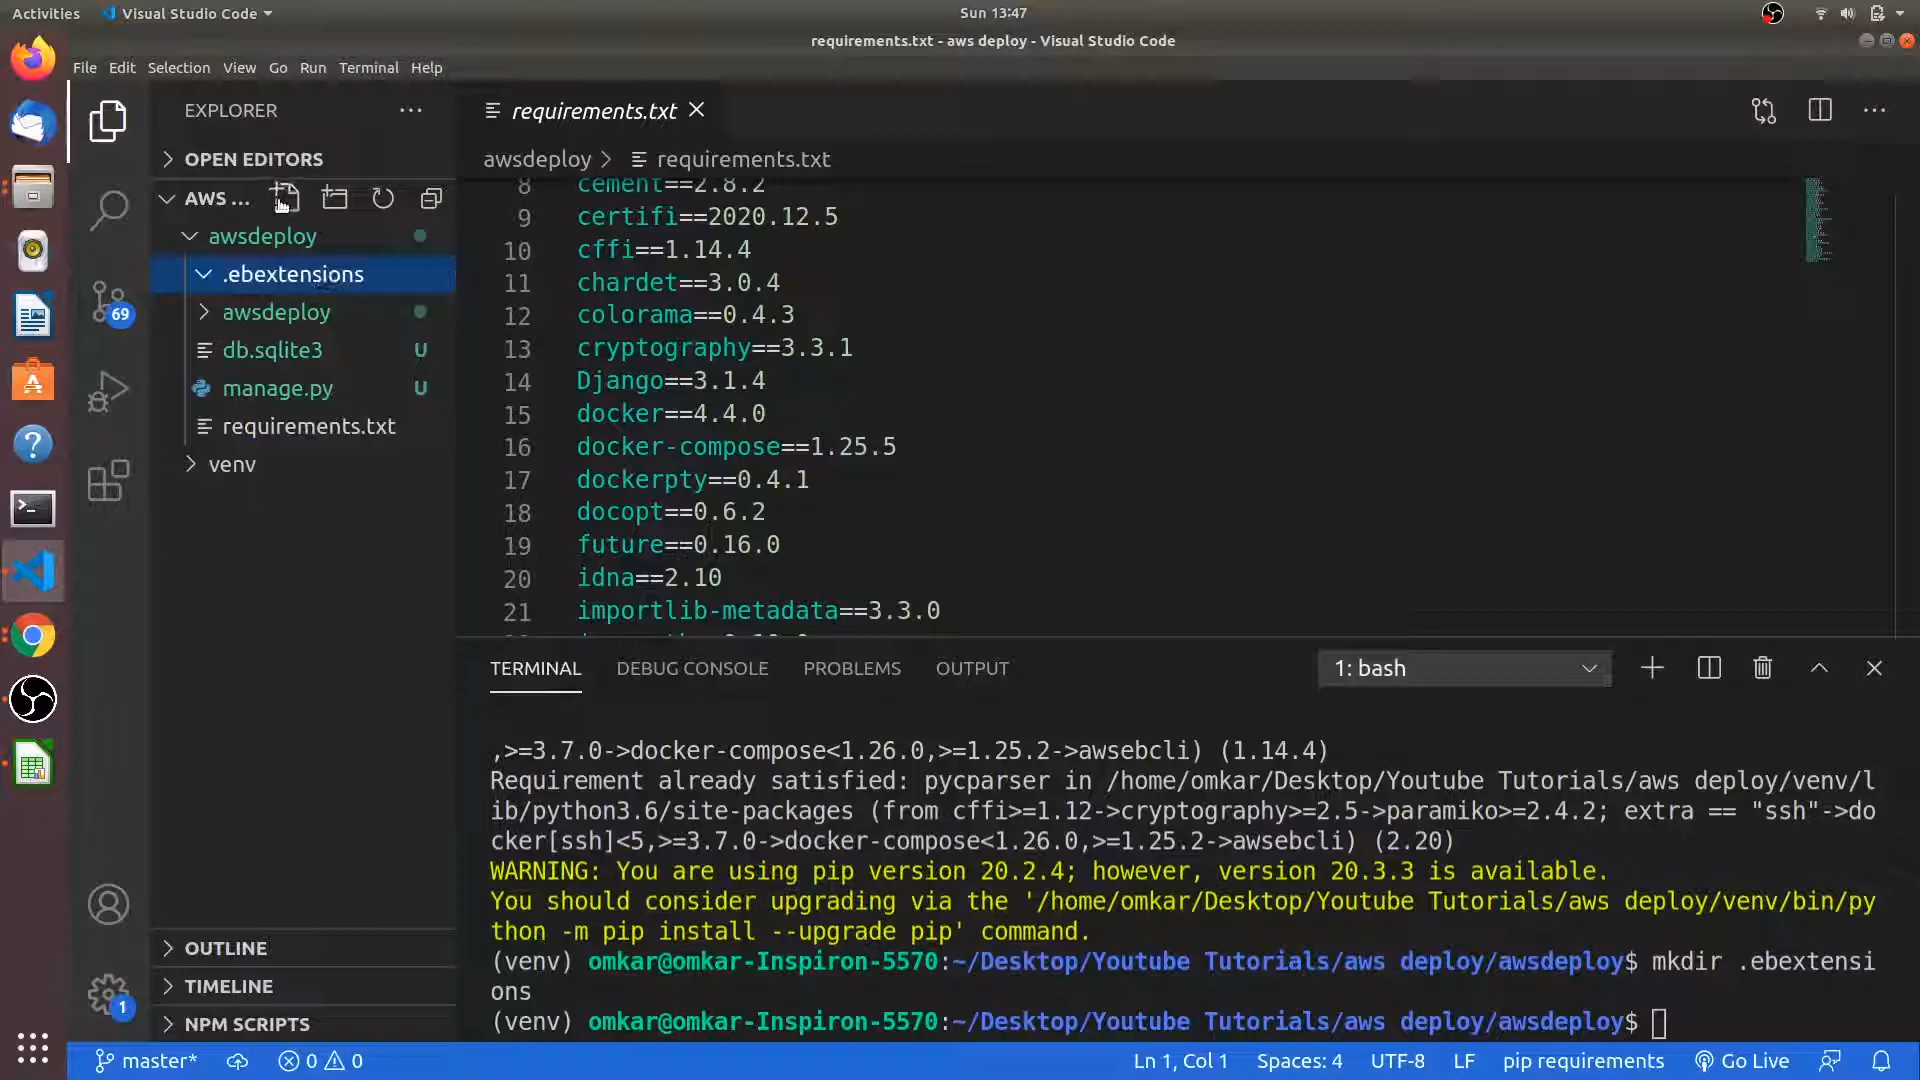 Activities
Visual Studio Code
Sun 13:47
requirements.txt - aws deploy - Visual Studio Code
File Edit Selection View Go Run Terminal Help
EXPLORER
OPEN EDITORS
AWS ...
awsdeploy
.ebextensions
awsdeploy
db.sqlite3 U
manage.py U
requirements.txt
venv
69
OUTLINE
TIMELINE
NPM SCRIPTS
1
requirements.txt
awsdeploy > requirements.txt
8 cement==2.8.2
9 certifi==2020.12.5
10 cffi==1.14.4
11 chardet==3.0.4
12 colorama==0.4.3
13 cryptography==3.3.1
14 Django==3.1.4
15 docker==4.4.0
16 docker-compose==1.25.5
17 dockerpty==0.4.1
18 docopt==0.6.2
19 future==0.16.0
20 idna==2.10
21 importlib-metadata==3.3.0
TERMINAL DEBUG CONSOLE PROBLEMS OUTPUT
1: bash
,>=3.7.0->docker-compose<1.26.0,>=1.25.2->awsebcli) (1.14.4)
Requirement already satisfied: pycparser in /home/omkar/Desktop/Youtube Tutorials/aws deploy/venv/l
ib/python3.6/site-packages (from cffi>=1.12->cryptography>=2.5->paramiko>=2.4.2; extra == "ssh"->do
cker[ssh]<5,>=3.7.0->docker-compose<1.26.0,>=1.25.2->awsebcli) (2.20)
WARNING: You are using pip version 20.2.4; however, version 20.3.3 is available.
You should consider upgrading via the '/home/omkar/Desktop/Youtube Tutorials/aws deploy/venv/bin/py
thon -m pip install --upgrade pip' command.
(venv) omkar@omkar-Inspiron-5570:~/Desktop/Youtube Tutorials/aws deploy/awsdeploy$ mkdir .ebextensi
ons
(venv) omkar@omkar-Inspiron-5570:~/Desktop/Youtube Tutorials/aws deploy/awsdeploy$
master* 0 0
Ln 1, Col 1 Spaces: 4 UTF-8 LF pip requirements Go Live